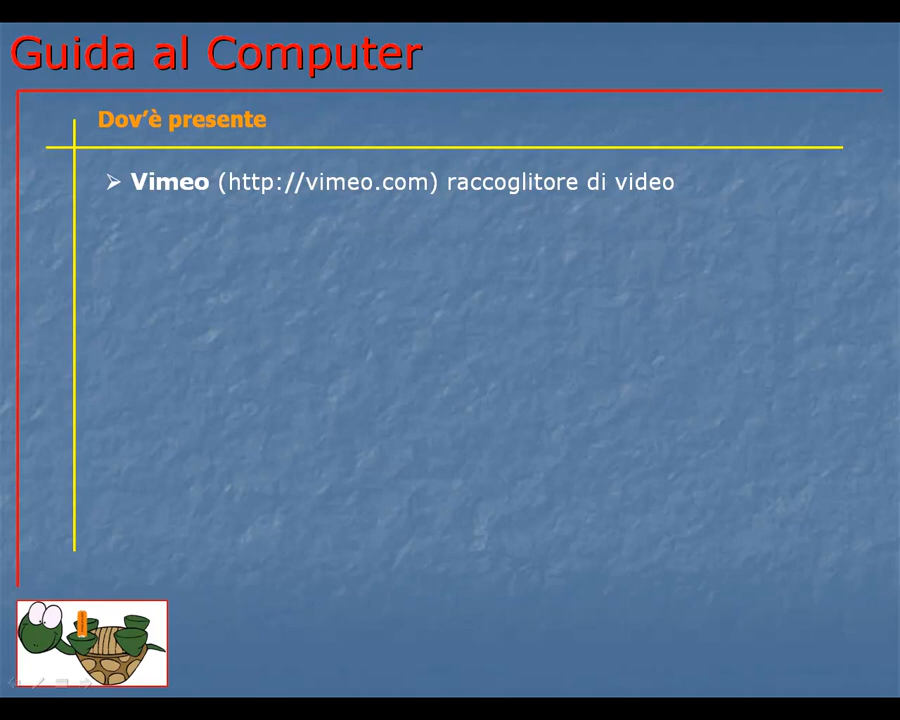 Guida al Computer
Dov’è presente
➢ Vimeo (http://vimeo.com) raccoglitore di video